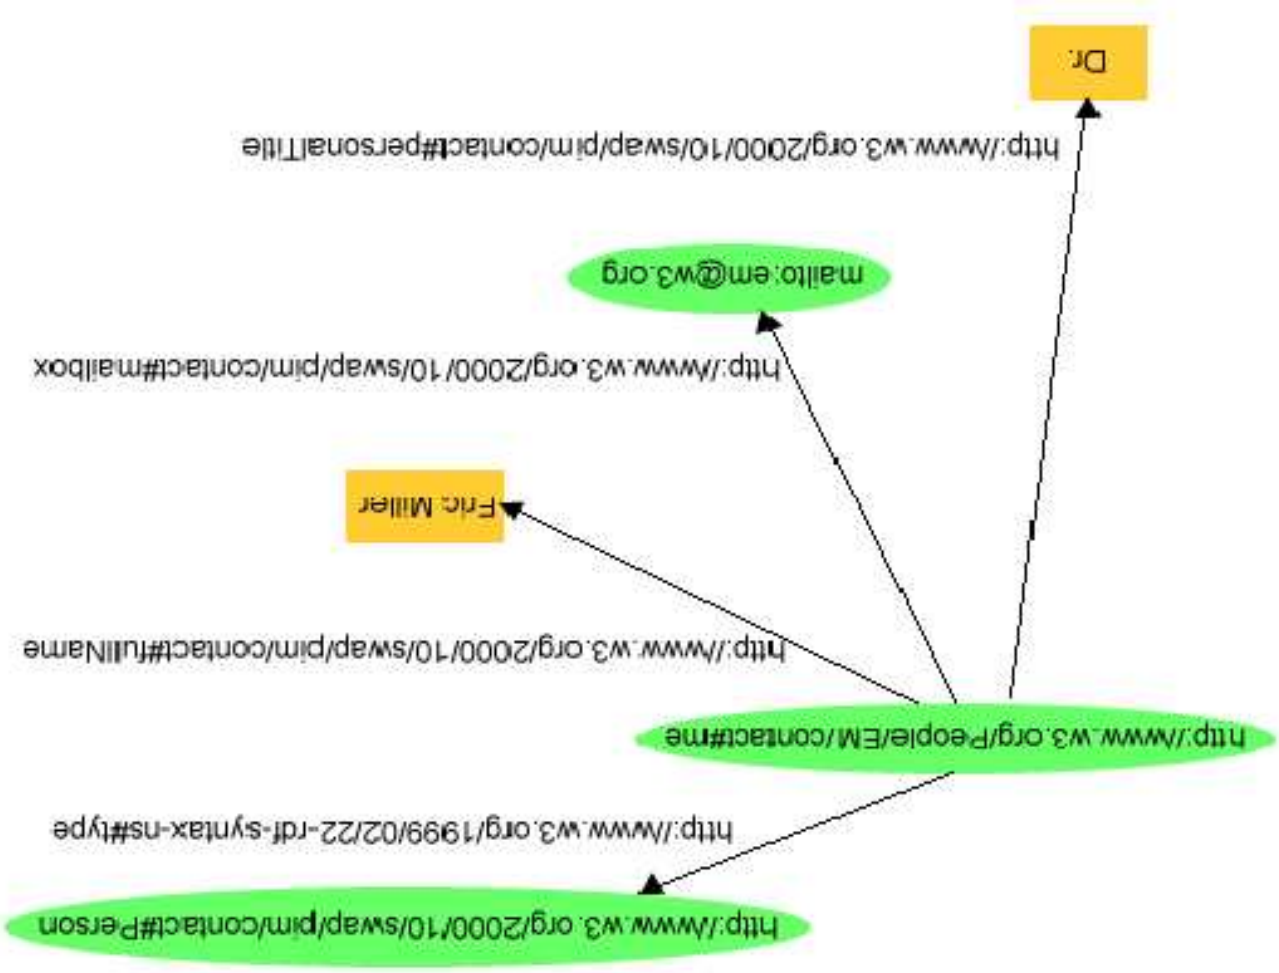 http://www.w3.org/2000/10/swap/pim/contact#Person
http://www.w3.org/1999/02/22-rdf-syntax-ns#type
http://www.w3.org/People/EM/contact#me
http://www.w3.org/2000/10/swap/pim/contact#fullName
Eric Miller
http://www.w3.org/2000/10/swap/pim/contact#mailbox
mailto:em@w3.org
http://www.w3.org/2000/10/swap/pim/contact#personalTitle
Dr.